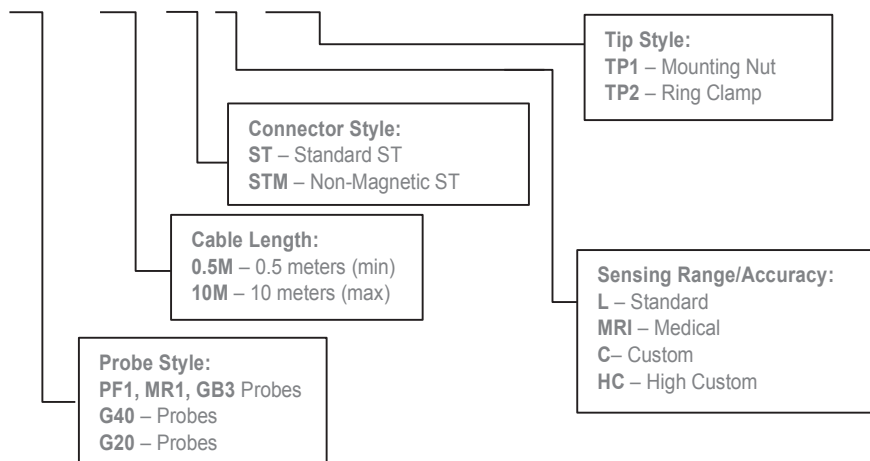 Tip Style:
TP1 – Mounting Nut
TP2 – Ring Clamp
Connector Style:
ST – Standard ST
STM – Non-Magnetic ST
Cable Length:
0.5M – 0.5 meters (min)
10M – 10 meters (max)
Sensing Range/Accuracy:
L – Standard
MRI – Medical
C– Custom
HC – High Custom
Probe Style:
PF1, MR1, GB3 Probes
G40 – Probes
G20 – Probes